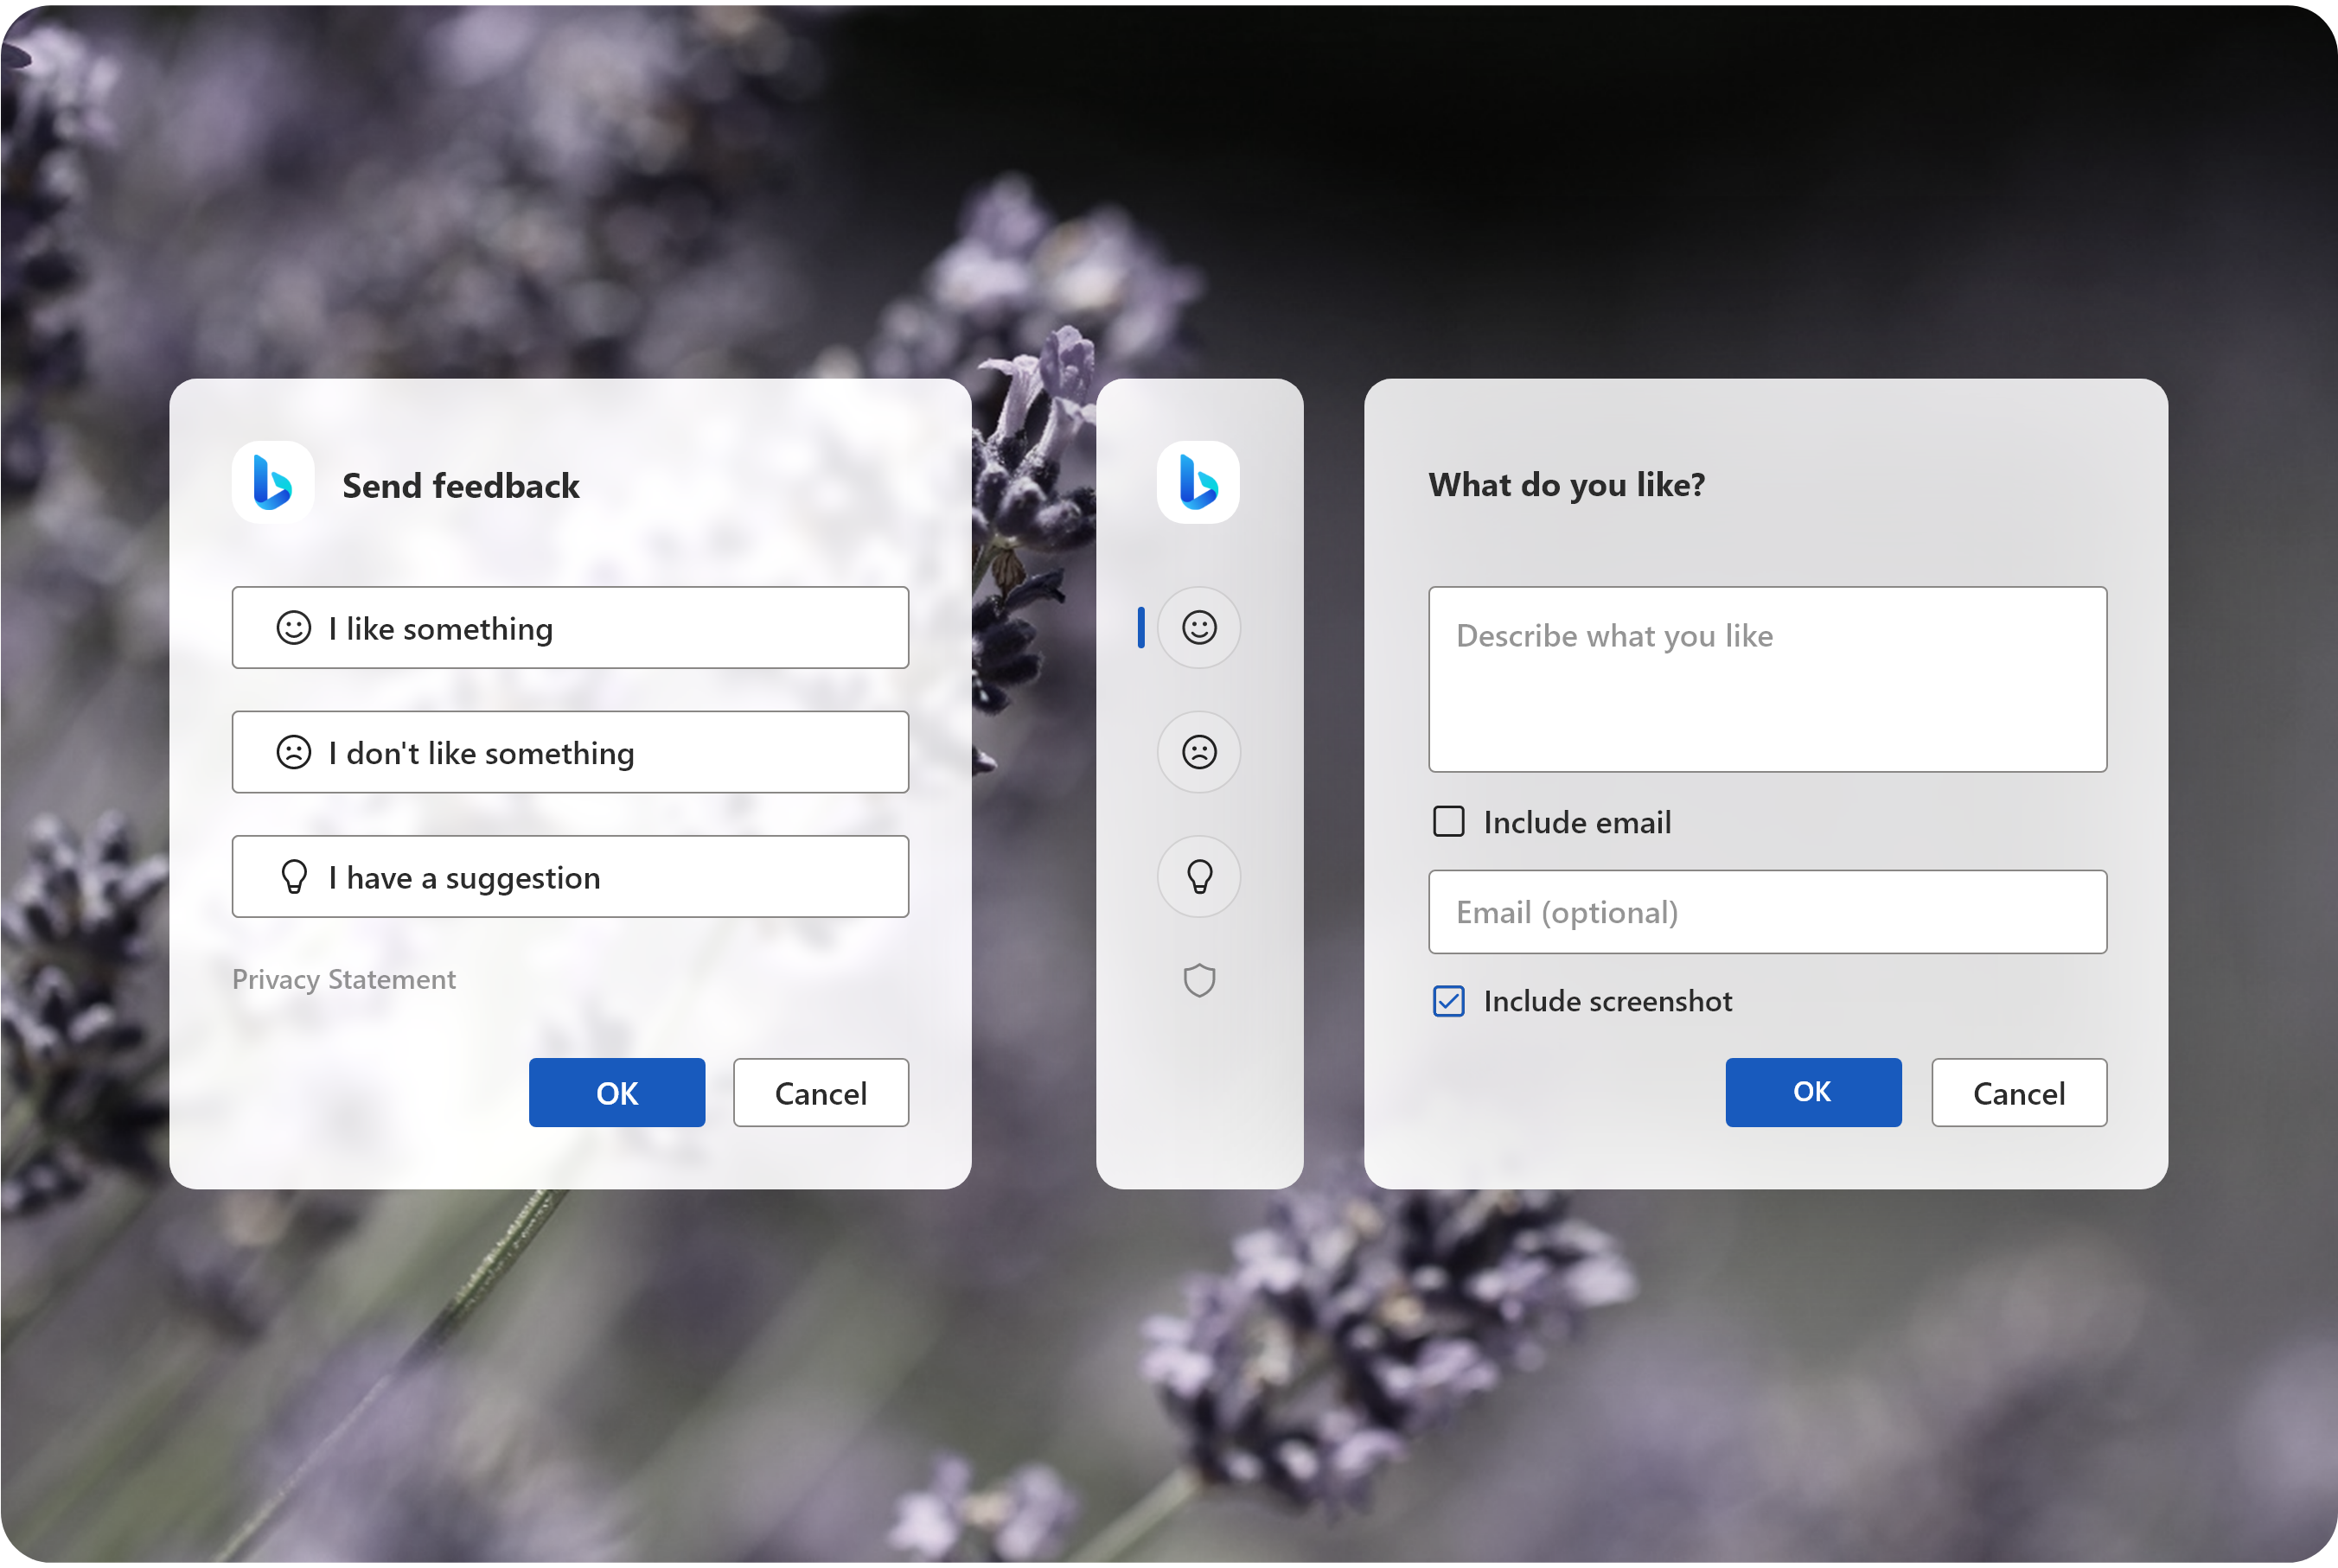 Send feedback
I like something
I don't like something
I have a suggestion
Privacy Statement
OK
Cancel
What do you like?
Describe what you like
Include email
Email (optional)
Include screenshot
OK
Cancel